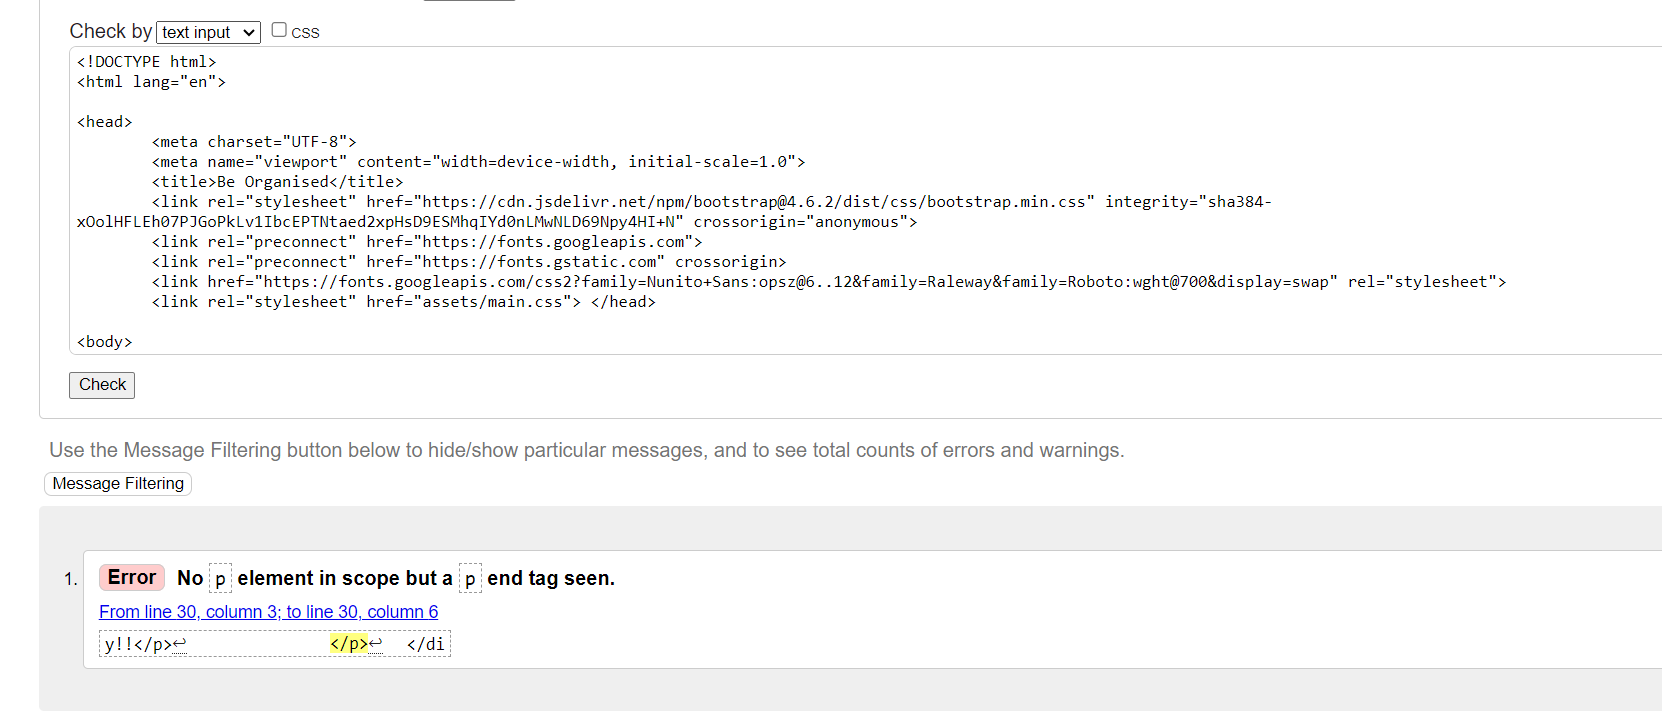 Check by text input CSS
<!DOCTYPE html>
<html lang="en">
<head>
<meta charset="UTF-8">
<meta name="viewport" content="width=device-width, initial-scale=1.0">
<title>Be Organised</title>
<link rel="stylesheet" href="https://cdn.jsdelivr.net/npm/bootstrap@4.6.2/dist/css/bootstrap.min.css" integrity="sha384-
xOolHFLEh07PJGoPkLv1IbcEPTNtaed2xpHsD9ESMhqIYd0nLMwNLD69Npy4HI+N" crossorigin="anonymous">
<link rel="preconnect" href="https://fonts.googleapis.com">
<link rel="preconnect" href="https://fonts.gstatic.com" crossorigin>
<link href="https://fonts.googleapis.com/css2?family=Nunito+Sans:opsz@6..12&family=Raleway&family=Roboto:wght@700&display=swap" rel="stylesheet">
<link rel="stylesheet" href="assets/main.css"> </head>
<body>
Check
Use the Message Filtering button below to hide/show particular messages, and to see total counts of errors and warnings.
Message Filtering
1. Error No p element in scope but a p end tag seen.
From line 30, column 3; to line 30, column 6
y!!</p>↩ </p>↩ </di